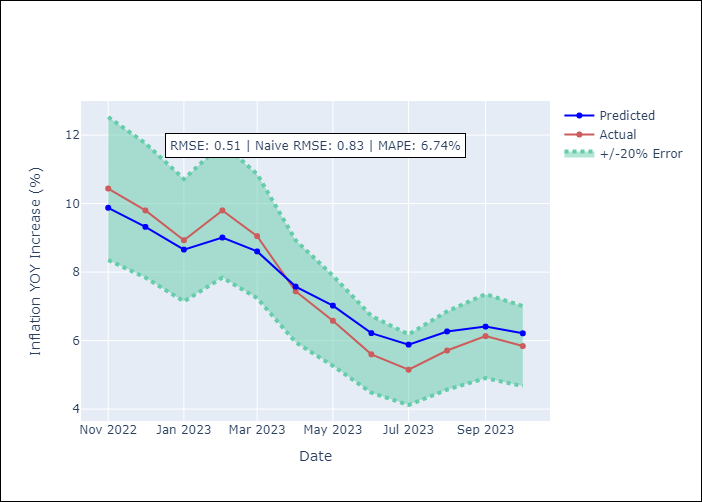 Predicted
Actual
+/-20% Error
RMSE: 0.51 | Naive RMSE: 0.83 | MAPE: 6.74%
Inflation YOY Increase (%)
12
10
8
6
4
Nov 2022
Jan 2023
Mar 2023
May 2023
Jul 2023
Sep 2023
Date